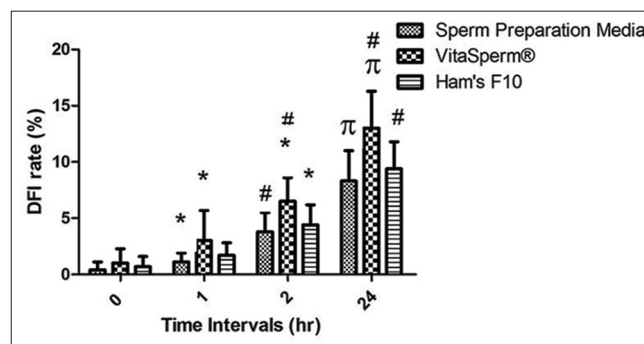 20
15
10
5
0
DFI rate (%)
Sperm Preparation Media
VitaSperm®
Ham's F10
* *
# # * *
π # π #
0 1 2 24
Time Intervals (hr)